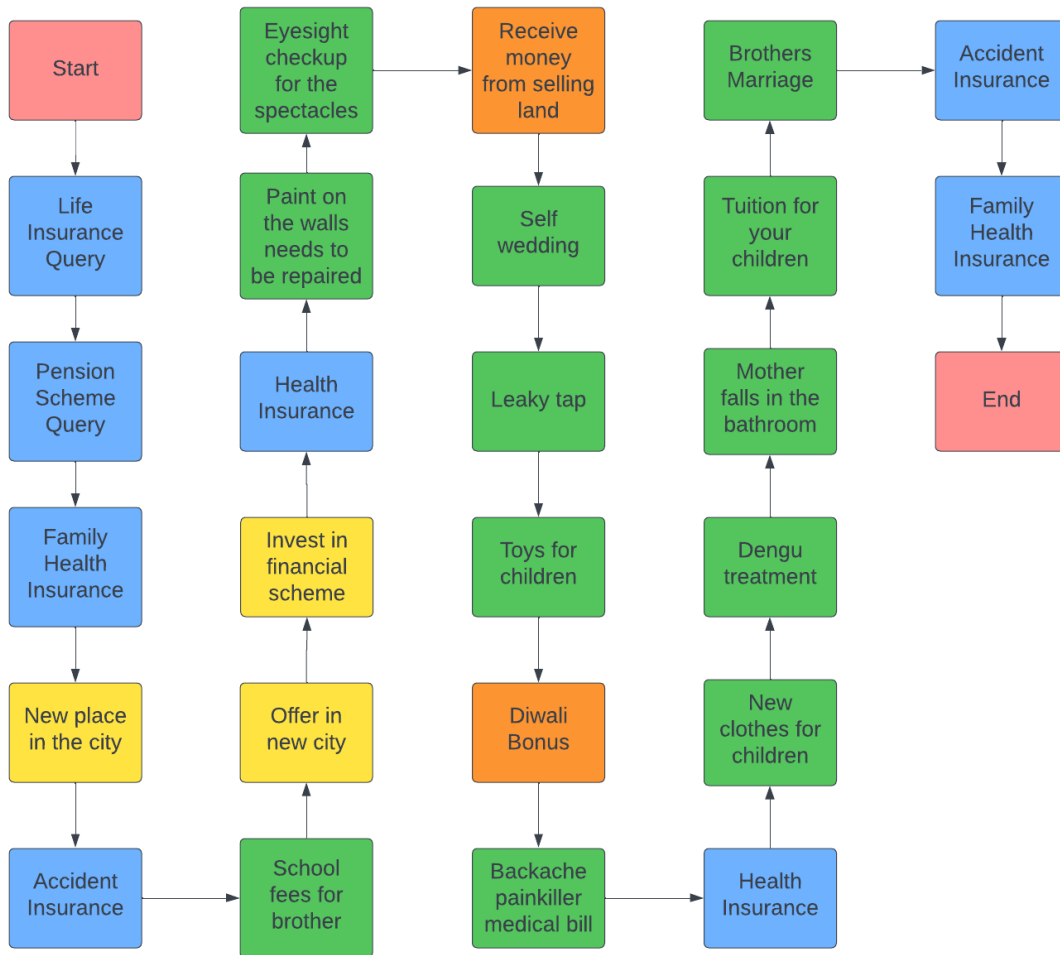 Start
Life
Insurance
Query
Pension
Scheme
Query
Family
Health
Insurance
New place
in the city
Accident
Insurance
School
fees for
brother
Offer in
new city
Invest in
financial
scheme
Health
Insurance
Paint on
the walls
needs to
be repaired
Eyesight
checkup
for the
spectacles
Receive
money
from selling
land
Self
wedding
Leaky tap
Toys for
children
Diwali
Bonus
Backache
painkiller
medical bill
Health
Insurance
New
clothes for
children
Dengu
treatment
Mother
falls in the
bathroom
Tuition for
your
children
Brothers
Marriage
Accident
Insurance
Family
Health
Insurance
End